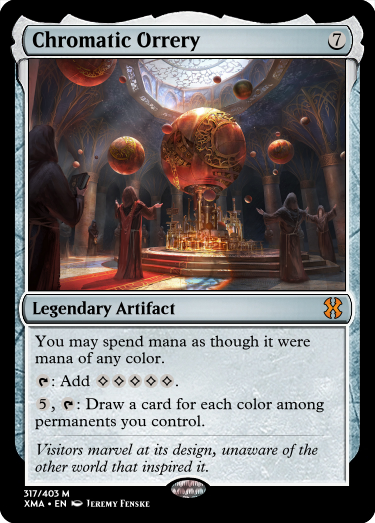 Chromatic Orrery 7
Legendary Artifact
You may spend mana as though it were
mana of any color.
: Add
5, : Draw a card for each color among
permanents you control.
Visitors marvel at its design, unaware of the
other world that inspired it.
317/403 M
XMA • EN Jeremy Fenske